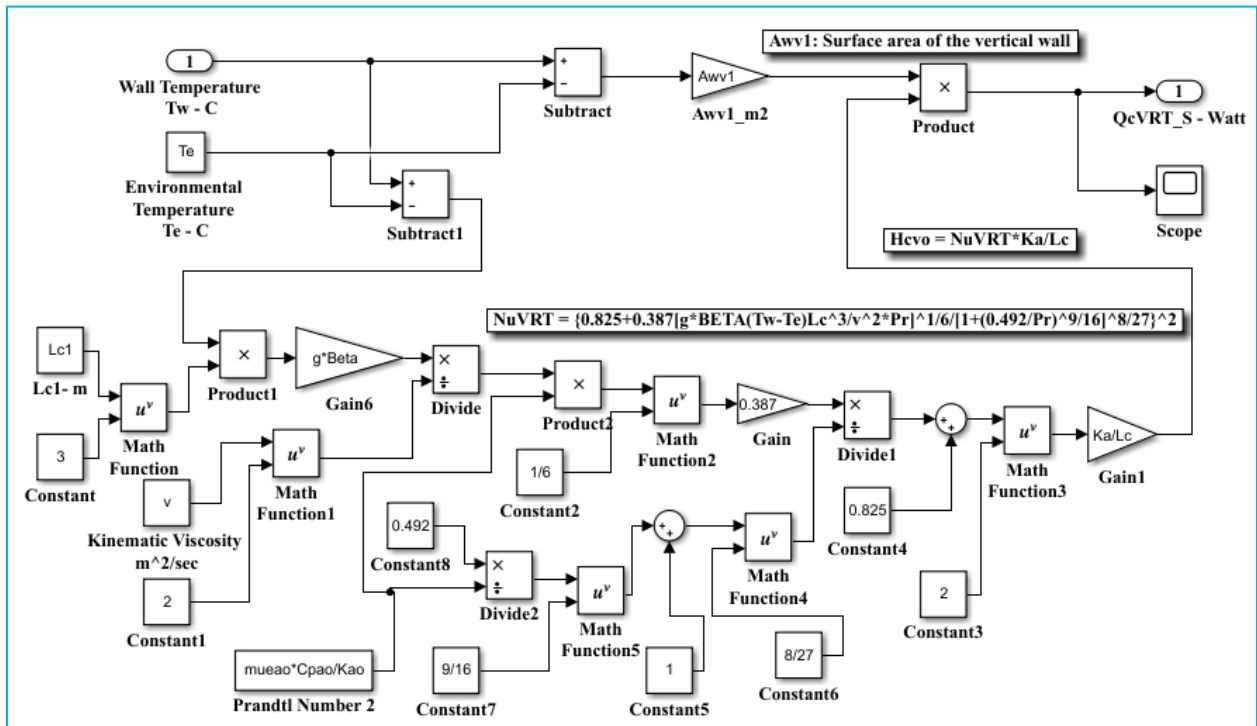 Awv1: Surface area of the vertical wall
1
Wall Temperature
Tw - C
+
−
Subtract
Awv1
Awv1_m2
×
Product
1
QcVRT_S - Watt
Te
Environmental
Temperature
Te - C
+
−
Subtract1
Scope
Hcvo = NuVRT*Ka/Lc
NuVRT = {0.825+0.387[g*BETA(Tw-Te)Lc^3/v^2*Pr]^1/6/[1+(0.492/Pr)^9/16]^8/27}^2
Lc1
Lc1- m
3
Constant
u^v
Math
Function
×
Product1
g*Beta
Gain6
×
÷
Divide
×
Product2
u^v
Math
Function2
0.387
Gain
×
÷
Divide1
+
+
u^v
Math
Function3
Ka/Lc
Gain1
v
Kinematic Viscosity
m^2/sec
u^v
Math
Function1
2
Constant1
1/6
Constant2
0.492
Constant8
×
÷
Divide2
u^v
Math
Function5
+
+
u^v
Math
Function4
0.825
Constant4
2
Constant3
mueao*Cpao/Kao
Prandtl Number 2
9/16
Constant7
1
Constant5
8/27
Constant6